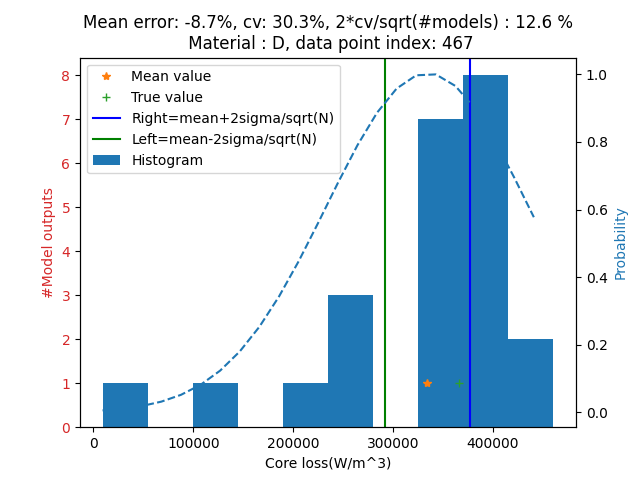 Mean error: -8.7%, cv: 30.3%, 2*cv/sqrt(#models) : 12.6 %
Material : D, data point index: 467
Mean value
True value
Right=mean+2sigma/sqrt(N)
Left=mean-2sigma/sqrt(N)
Histogram
#Model outputs
8
7
6
5
4
3
2
1
0
1.0
0.8
0.6
0.4
0.2
0.0
Probability
0
100000
200000
300000
400000
Core loss(W/m^3)